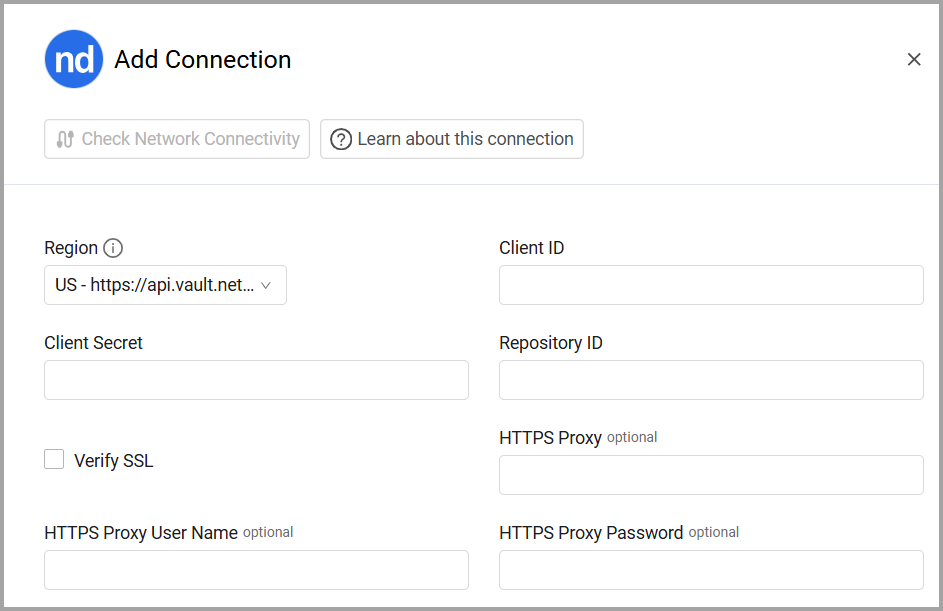 nd Add Connection
Check Network Connectivity
Learn about this connection
Region
Client ID
US - https://api.vault.net...
Client Secret
Repository ID
HTTPS Proxy optional
Verify SSL
HTTPS Proxy User Name optional
HTTPS Proxy Password optional